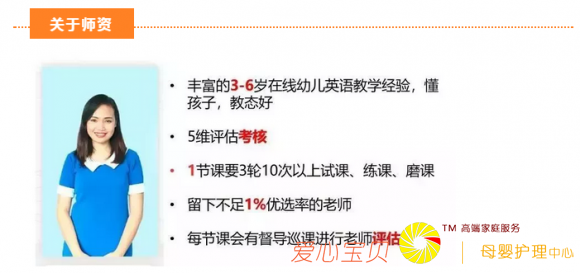 关于师资
• 丰富的3-6岁在线幼儿英语教学经验，懂
孩子，教态好
• 5维评估考核
• 1节课要3轮10次以上试课、练课、磨课
• 留下不足1%优选率的老师
• 每节课会有督导巡课进行老师评估
爱心宝贝
TM 高端家庭服务
母婴护理中心